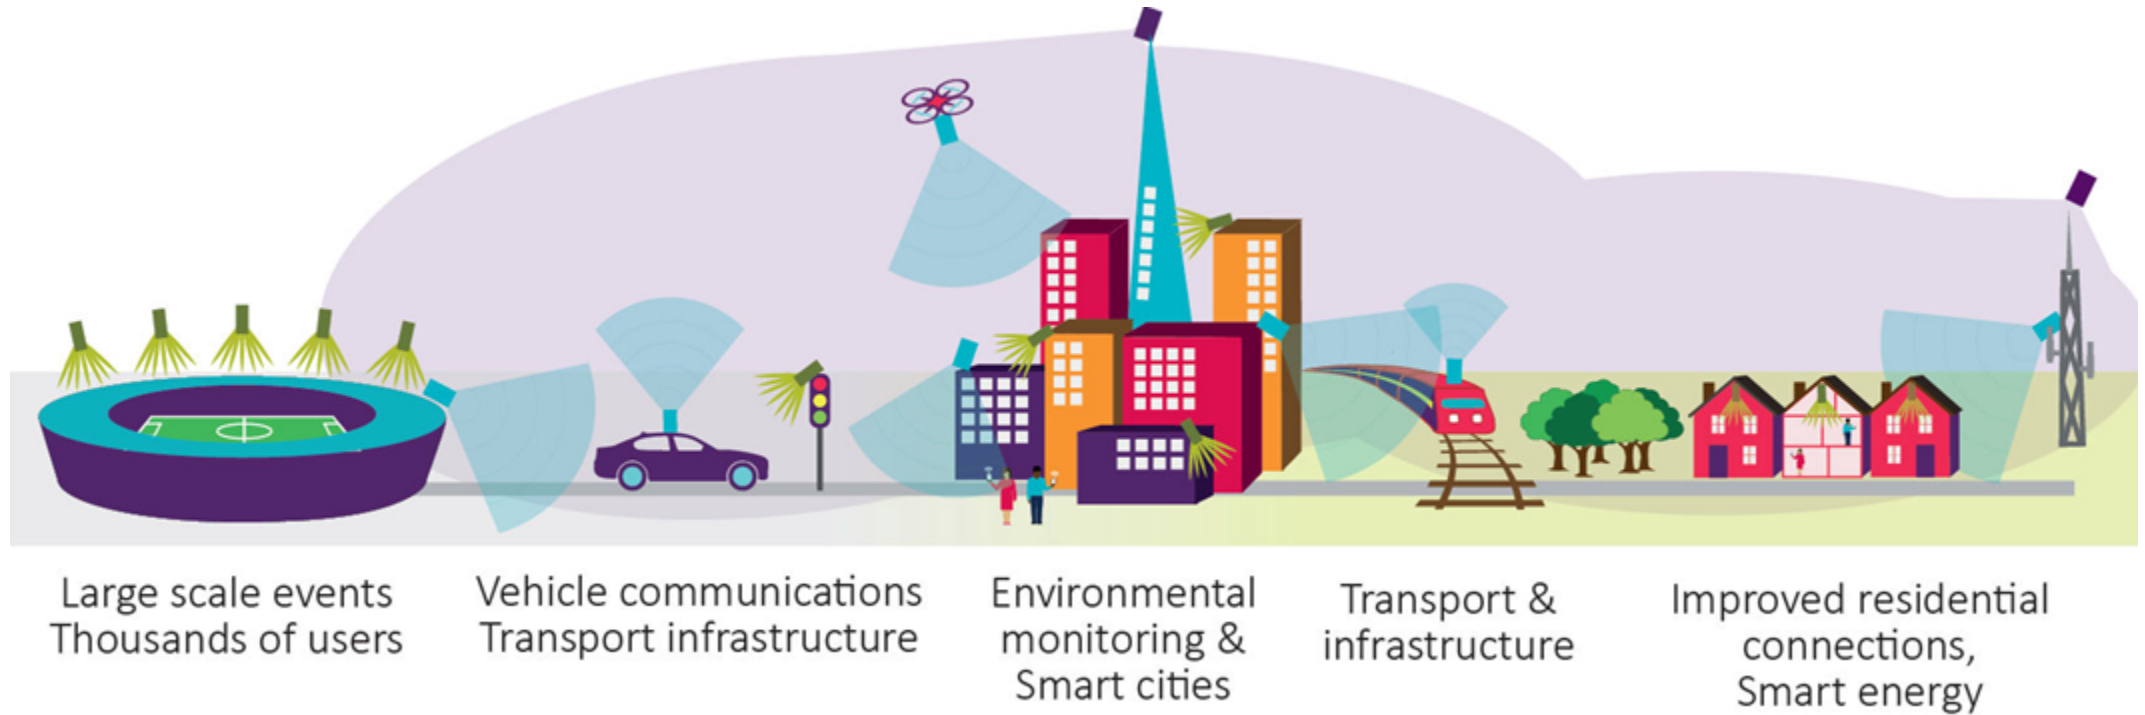 Large scale events
Thousands of users
Vehicle communications
Transport infrastructure
Environmental
monitoring &
Smart cities
Transport &
infrastructure
Improved residential
connections,
Smart energy